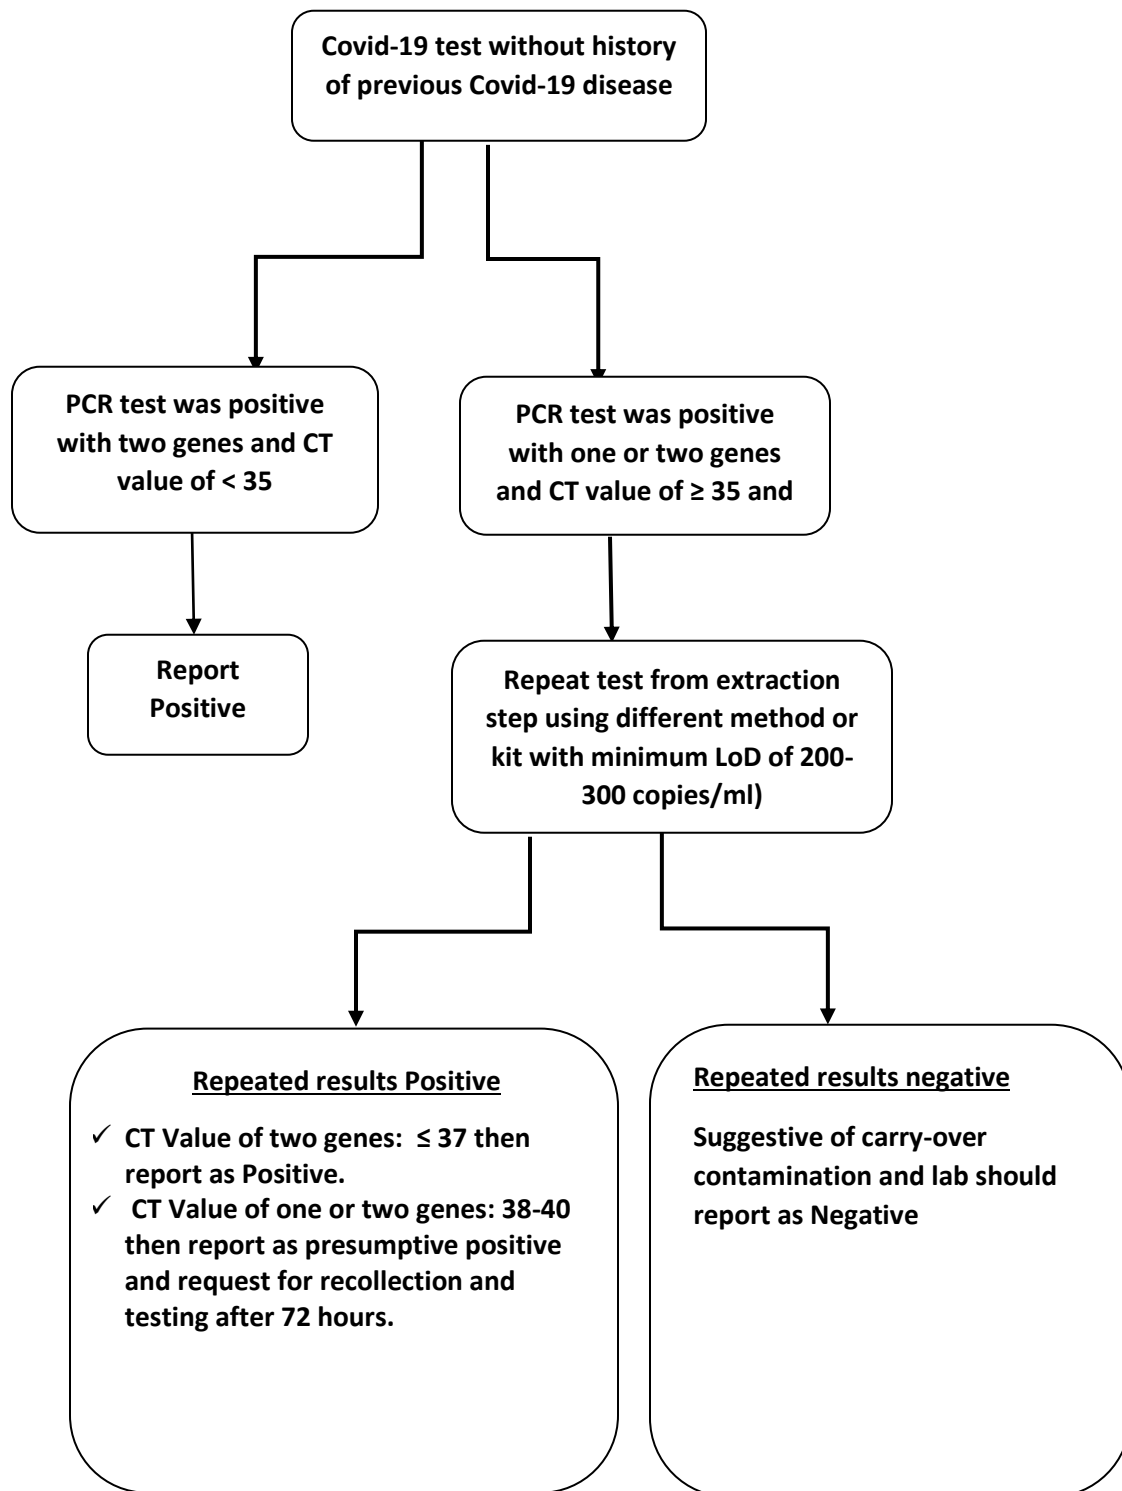 Covid-19 test without history
of previous Covid-19 disease
PCR test was positive
with two genes and CT
value of < 35
PCR test was positive
with one or two genes
and CT value of ≥ 35 and
Report
Positive
Repeat test from extraction
step using different method or
kit with minimum LoD of 200-
300 copies/ml)
Repeated results Positive
✓ CT Value of two genes:  ≤ 37 then
report as Positive.
✓ CT Value of one or two genes: 38-40
then report as presumptive positive
and request for recollection and
testing after 72 hours.
Repeated results negative
Suggestive of carry-over
contamination and lab should
report as Negative